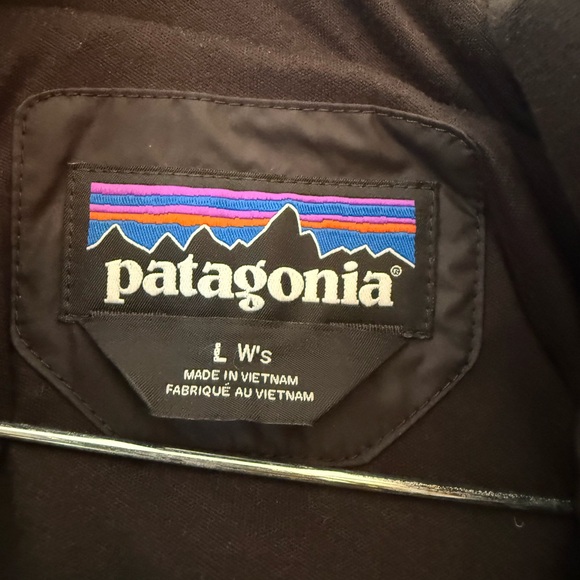 patagonia®
L W's
MADE IN VIETNAM
FABRIQUÉ AU VIETNAM